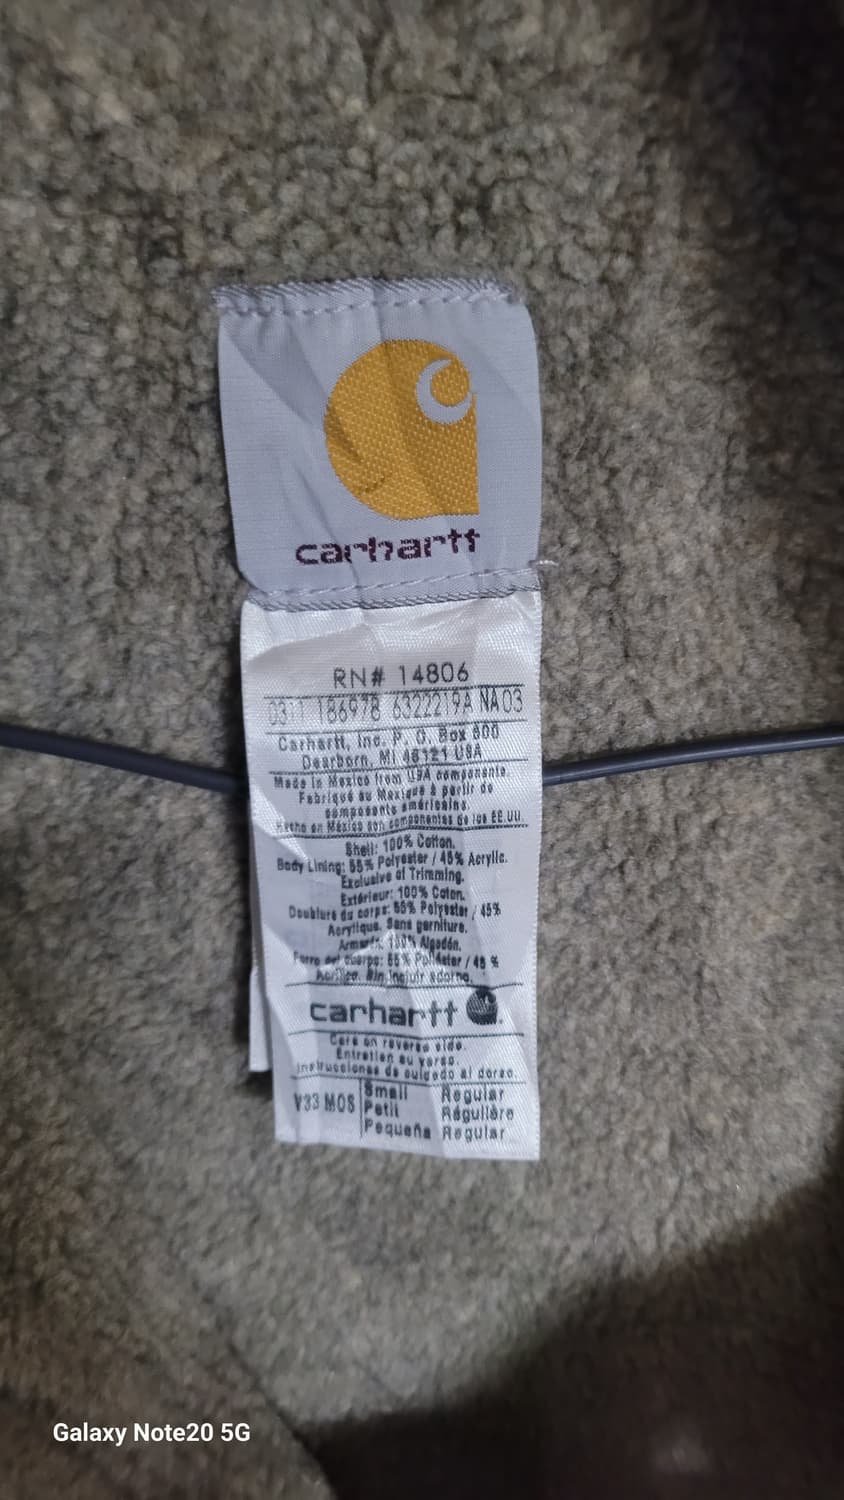 carhartt
RN# 14806
0311 186978 6322219A NA03
Carhartt, Inc. P. O. Box 600
Dearborn, MI 48121 USA
Made in Mexico from USA components.
Fabriqué au Mexique à partir de
composants américains.
Hecho en México con componentes de los EE.UU.
Shell: 100% Cotton.
Body Lining: 55% Polyester / 45% Acrylic.
Exclusive of Trimming.
Extérieur: 100% Coton.
Doublure du corps: 55% Polyester / 45%
Acrylique. Sans garniture.
Armazón: 100% Algodón.
Forro del cuerpo: 55% Poliéster / 45 %
Acrílico. Sin incluir adorno.
carhartt
Care on reverse side.
Entretien au verso.
Instrucciones de cuidado al dorso.
V33 MOS Small Regular
Petit Régulière
Pequeña Regular
Galaxy Note20 5G